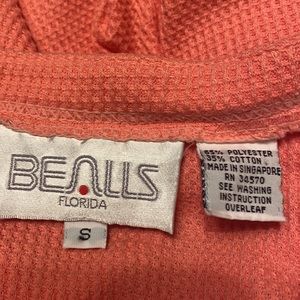 BEALLS
FLORIDA
S
65% POLYESTER
35% COTTON
MADE IN SINGAPORE
RN 34570
SEE WASHING
INSTRUCTION
OVERLEAF